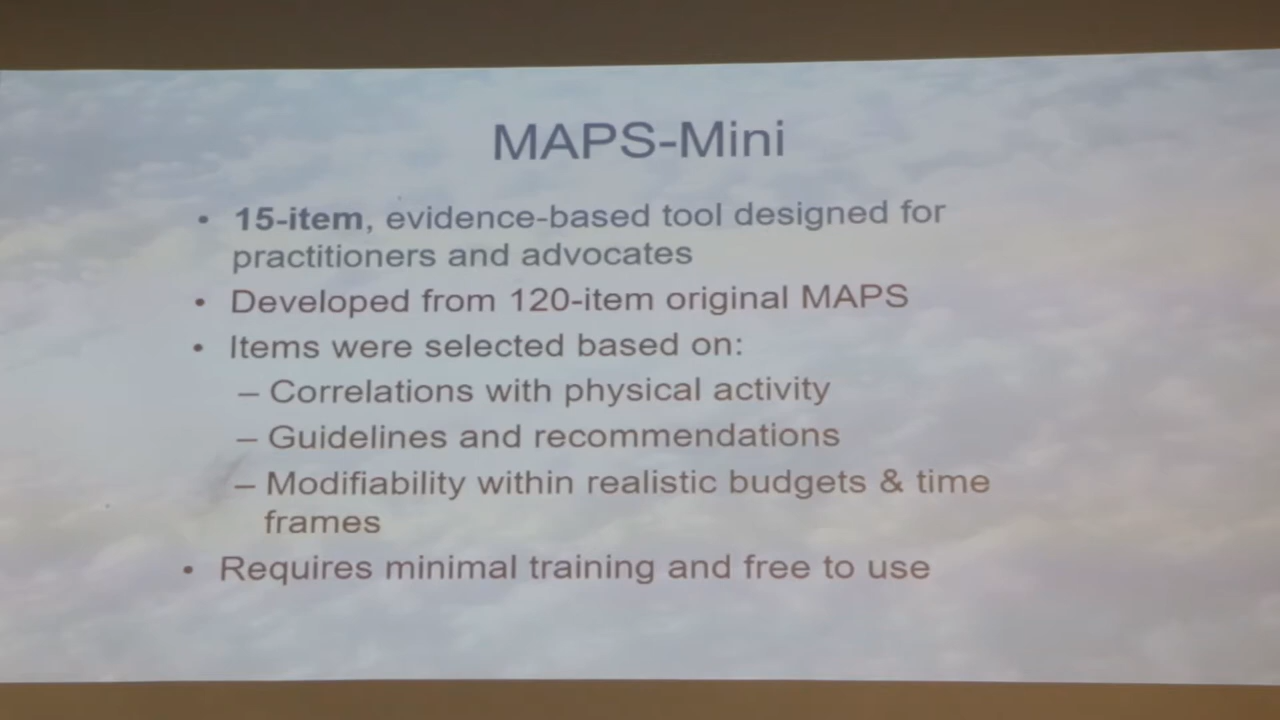 MAPS-Mini
• 15-item, evidence-based tool designed for
practitioners and advocates
• Developed from 120-item original MAPS
• Items were selected based on:
– Correlations with physical activity
– Guidelines and recommendations
– Modifiability within realistic budgets & time
frames
• Requires minimal training and free to use